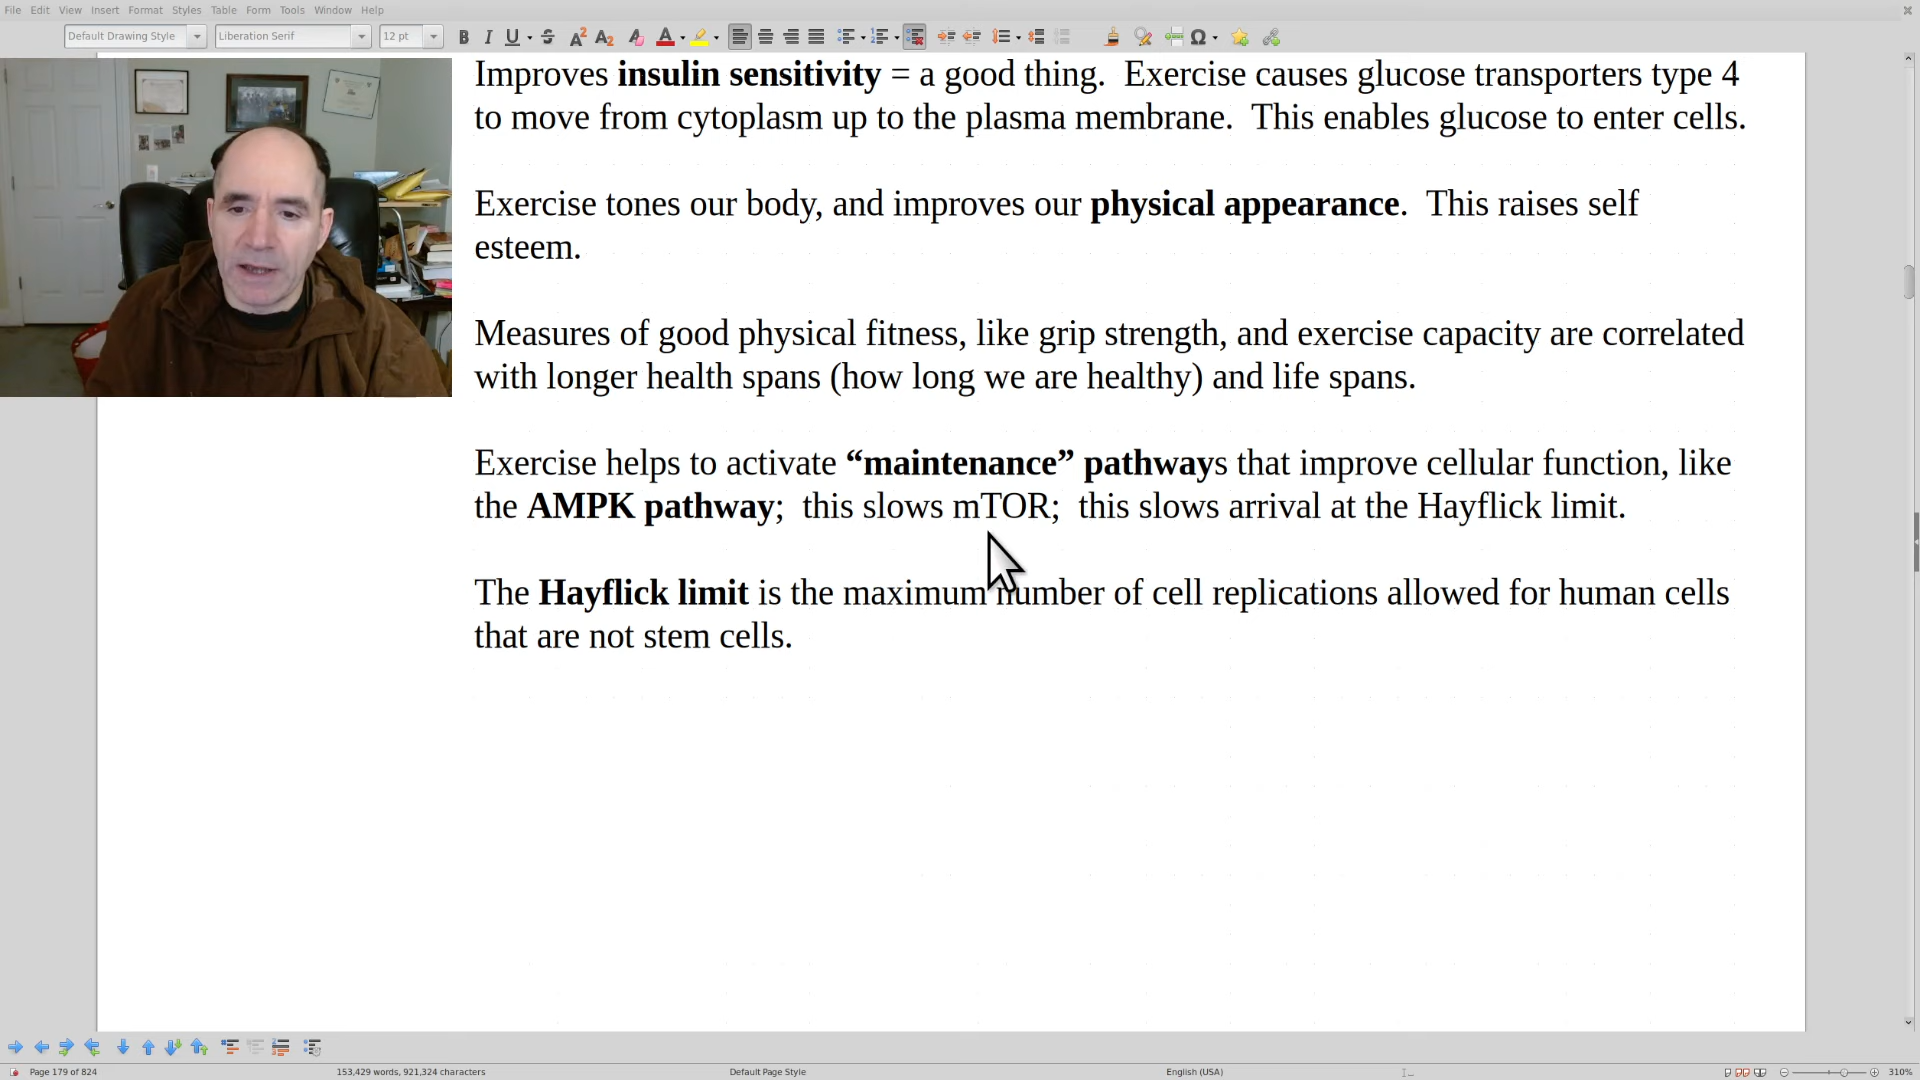 File Edit View Insert Format Styles Table Form Tools Window Help
Default Drawing Style Liberation Serif 12 pt
Improves insulin sensitivity = a good thing.  Exercise causes glucose transporters type 4
to move from cytoplasm up to the plasma membrane.  This enables glucose to enter cells.
Exercise tones our body, and improves our physical appearance.  This raises self
esteem.
Measures of good physical fitness, like grip strength, and exercise capacity are correlated
with longer health spans (how long we are healthy) and life spans.
Exercise helps to activate “maintenance” pathways that improve cellular function, like
the AMPK pathway;  this slows mTOR;  this slows arrival at the Hayflick limit.
The Hayflick limit is the maximum number of cell replications allowed for human cells
that are not stem cells.
Page 179 of 824 153,429 words, 921,324 characters Default Page Style English (USA) 310%